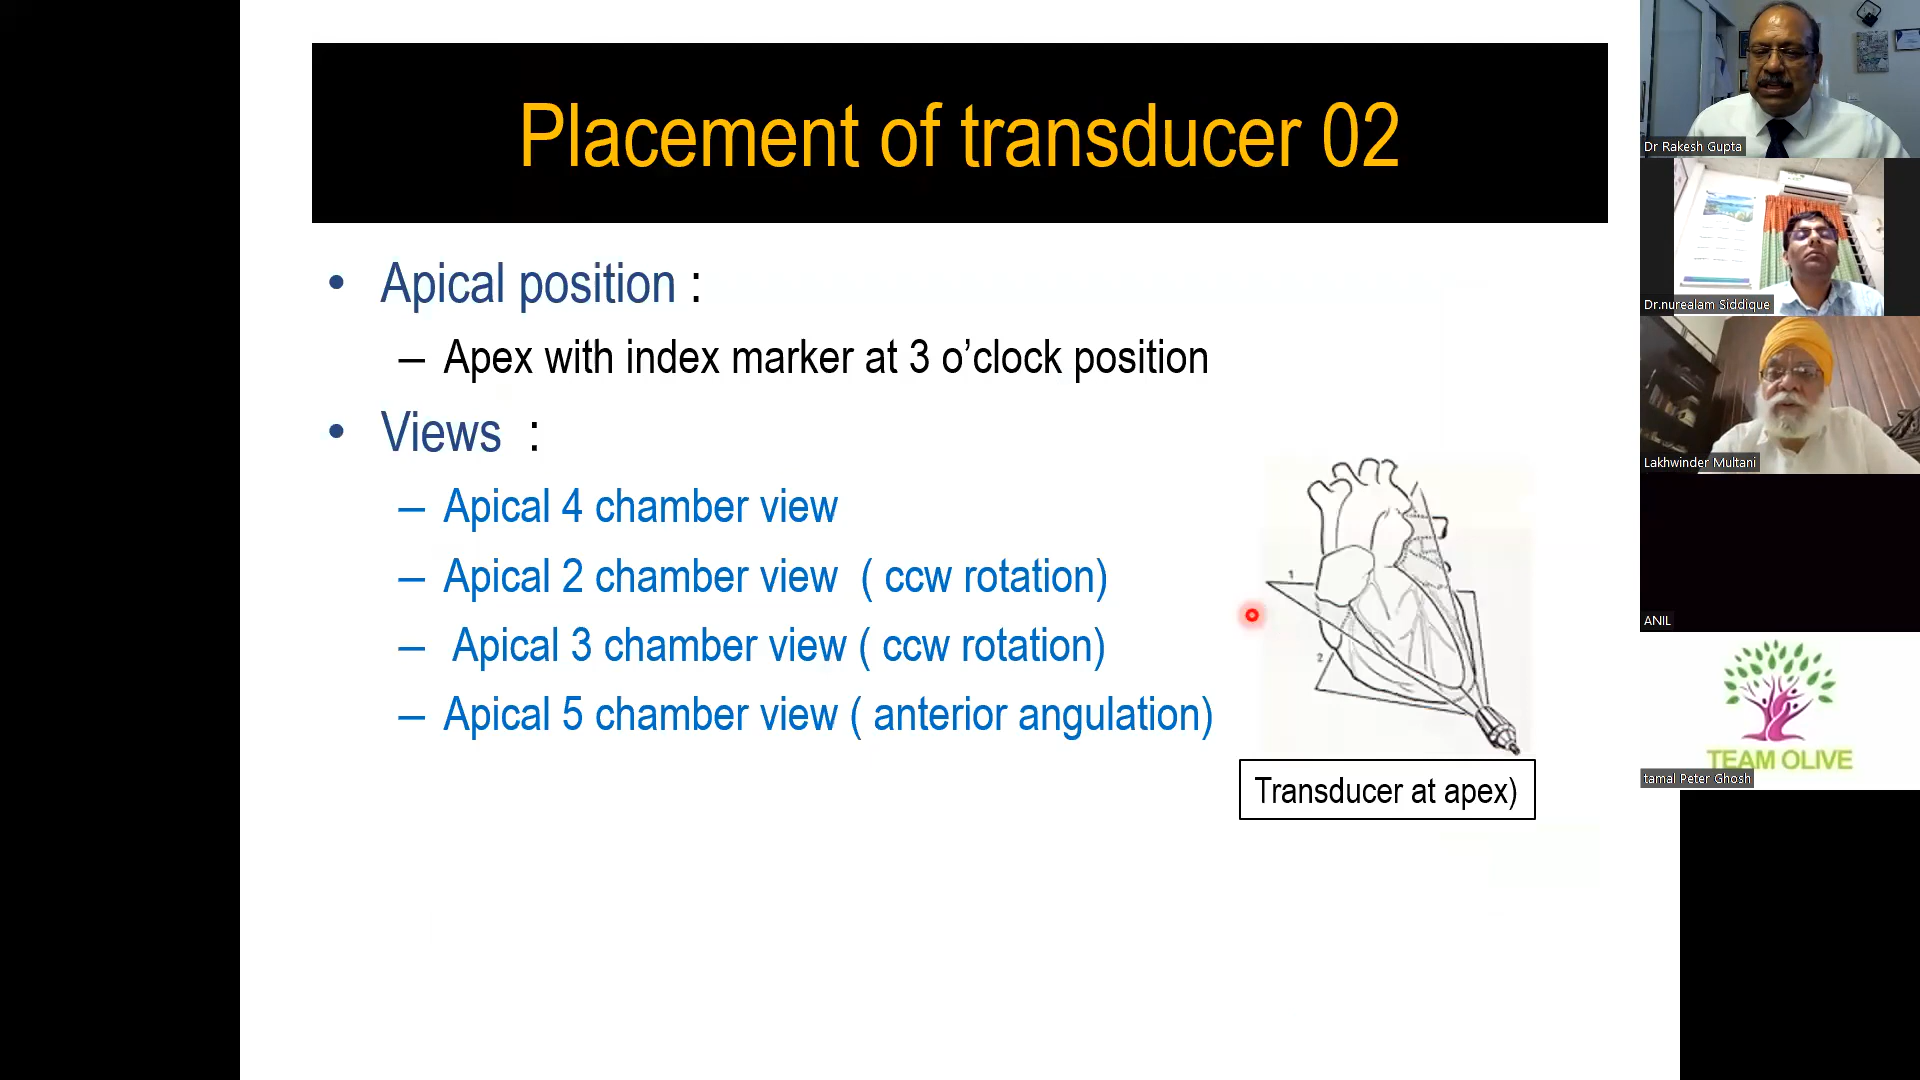 Placement of transducer 02
• Apical position :
– Apex with index marker at 3 o’clock position
• Views :
– Apical 4 chamber view
– Apical 2 chamber view ( ccw rotation)
– Apical 3 chamber view ( ccw rotation)
– Apical 5 chamber view ( anterior angulation)
1
2
Transducer at apex)
Dr Rakesh Gupta
Dr.nurealam Siddique
Lakhwinder Multani
ANIL
TEAM OLIVE
tamal Peter Ghosh